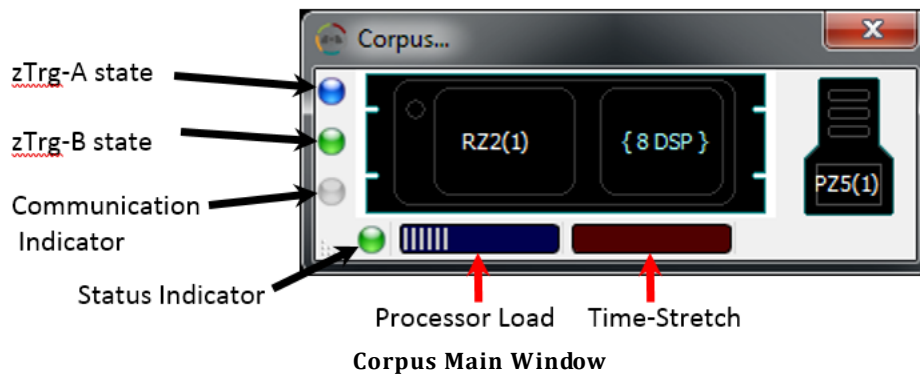 Corpus...
zTrg-A state
zTrg-B state
Communication
Indicator
RZ2(1)
{ 8 DSP }
PZ5(1)
Status Indicator
Processor Load
Time-Stretch
Corpus Main Window